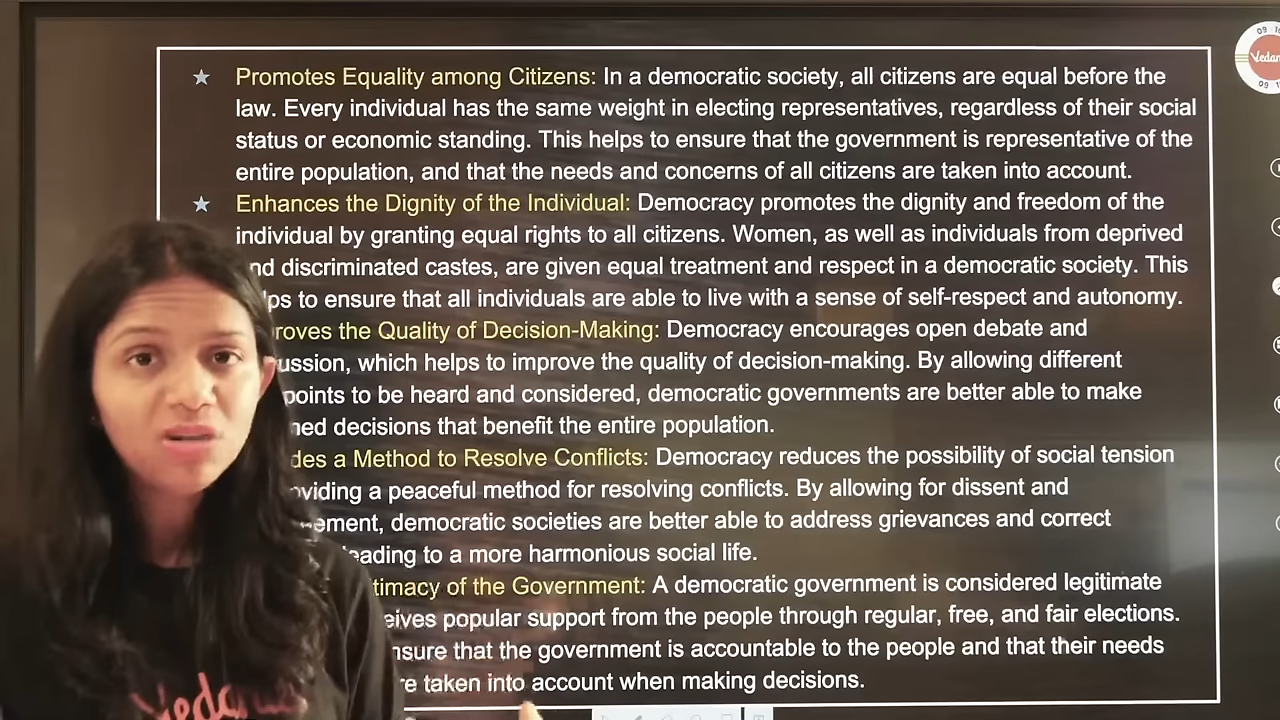 ★ Promotes Equality among Citizens: In a democratic society, all citizens are equal before the
law. Every individual has the same weight in electing representatives, regardless of their social
status or economic standing. This helps to ensure that the government is representative of the
entire population, and that the needs and concerns of all citizens are taken into account.
★ Enhances the Dignity of the Individual: Democracy promotes the dignity and freedom of the
individual by granting equal rights to all citizens. Women, as well as individuals from deprived
nd discriminated castes, are given equal treatment and respect in a democratic society. This
lps to ensure that all individuals are able to live with a sense of self-respect and autonomy.
roves the Quality of Decision-Making: Democracy encourages open debate and
ussion, which helps to improve the quality of decision-making. By allowing different
points to be heard and considered, democratic governments are better able to make
ned decisions that benefit the entire population.
des a Method to Resolve Conflicts: Democracy reduces the possibility of social tension
oviding a peaceful method for resolving conflicts. By allowing for dissent and
ement, democratic societies are better able to address grievances and correct
leading to a more harmonious social life.
timacy of the Government: A democratic government is considered legitimate
eives popular support from the people through regular, free, and fair elections.
nsure that the government is accountable to the people and that their needs
re taken into account when making decisions.